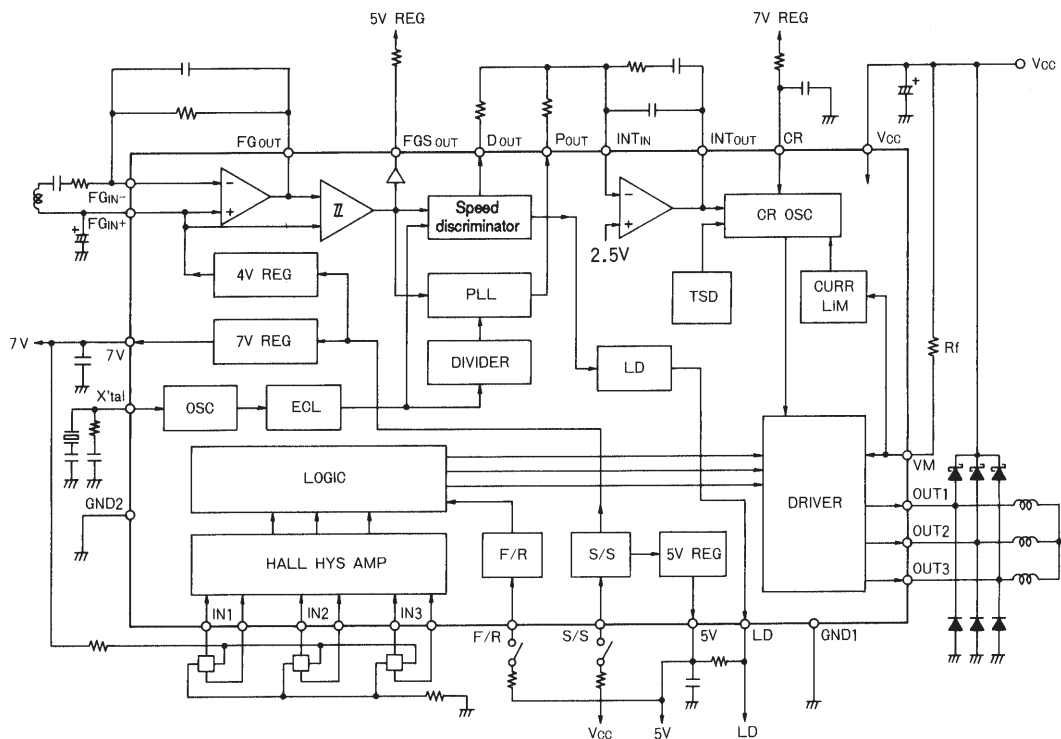 5V REG
7V REG
VCC
+
FGOUT
FGSOUT
DOUT
POUT
INTIN
INTOUT
CR
VCC
FGIN−
−
FGIN+
+
+
Speed
discriminator
−
+
2.5V
CR OSC
4V REG
PLL
TSD
CURR
LiM
7V
7V
7V REG
DIVIDER
LD
Rf
X'tal
OSC
ECL
VM
LOGIC
DRIVER
OUT1
GND2
F/R
S/S
5V REG
OUT2
HALL HYS AMP
OUT3
IN1
IN2
IN3
F/R
S/S
5V
LD
GND1
VCC
5V
LD